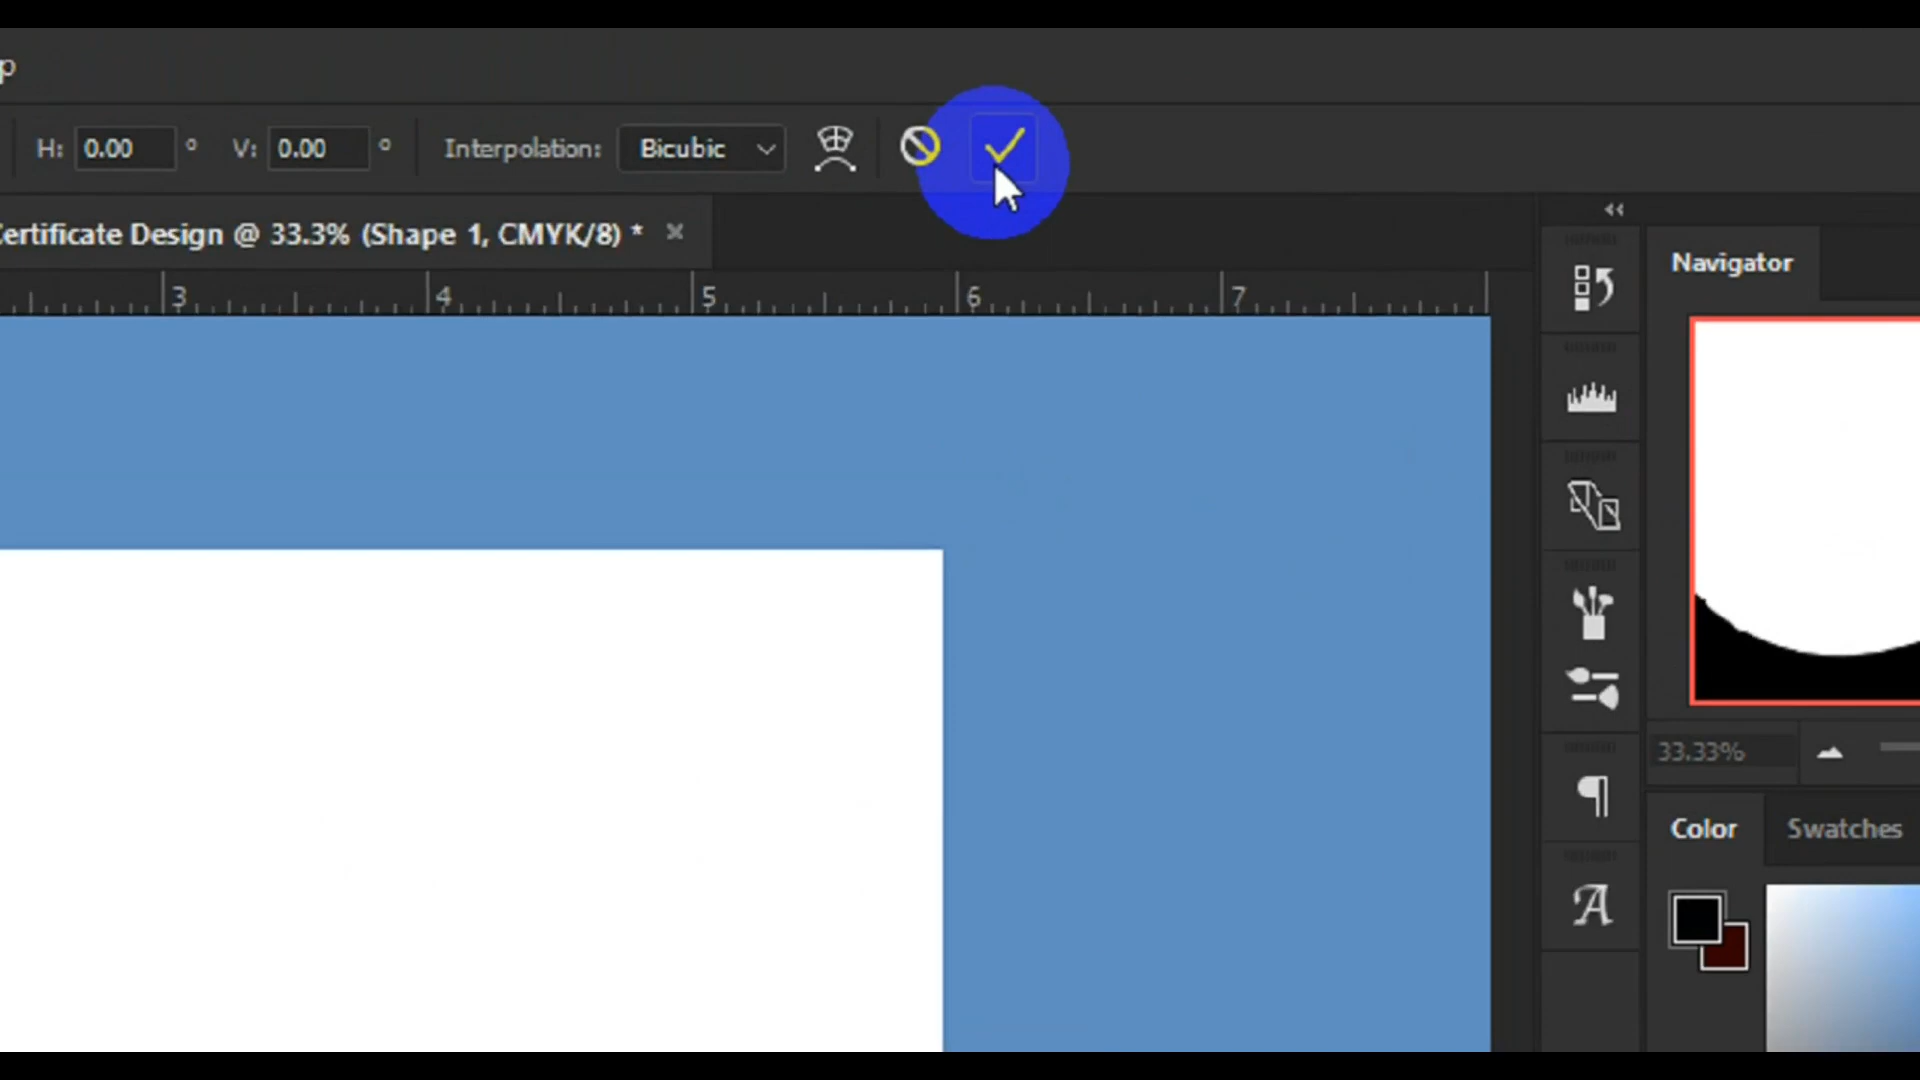 p
H: 0.00 ° V: 0.00 ° Interpolation: Bicubic
ertificate Design @ 33.3% (Shape 1, CMYK/8) *
3 4 5 6 7
Navigator
33.33%
Color Swatches